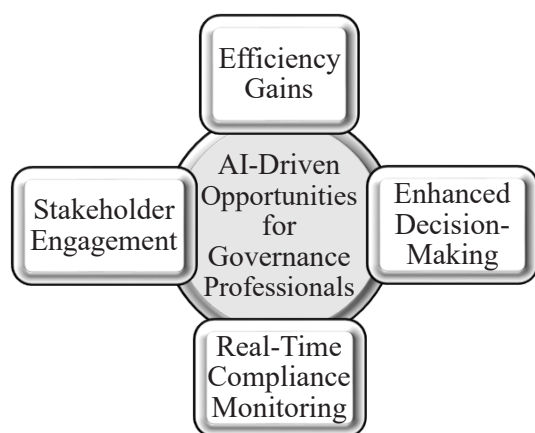 Efficiency
Gains
AI-Driven
Opportunities
for
Governance
Professionals
Stakeholder
Engagement
Enhanced
Decision-
Making
Real-Time
Compliance
Monitoring